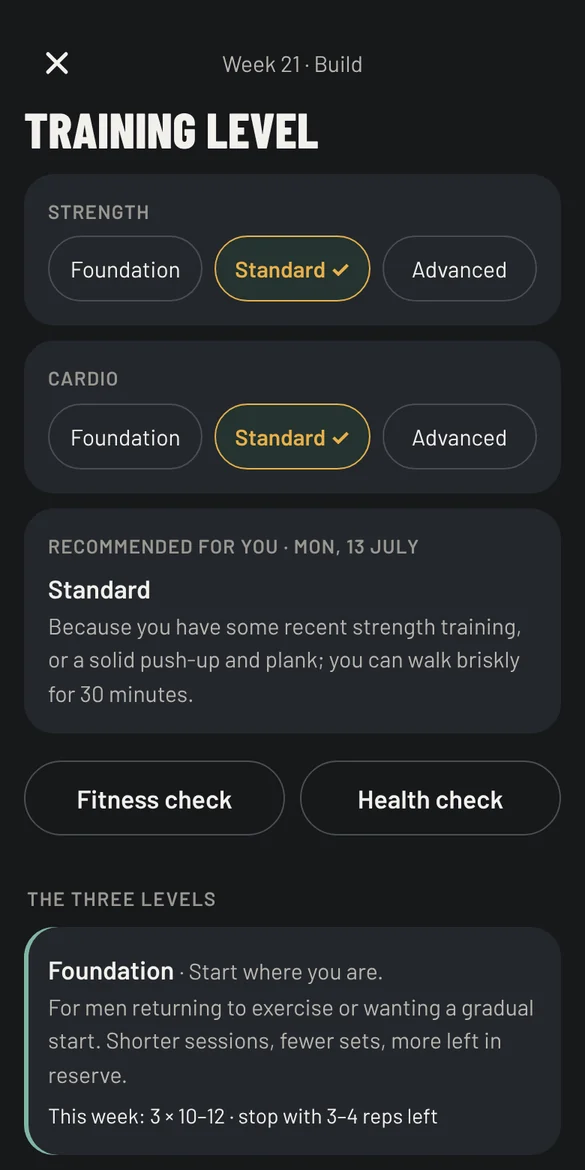 Week 21 · Build
TRAINING LEVEL
STRENGTH
Foundation
Standard ✓
Advanced
CARDIO
Foundation
Standard ✓
Advanced
RECOMMENDED FOR YOU · MON, 13 JULY
Standard
Because you have some recent strength training,
or a solid push-up and plank; you can walk briskly
for 30 minutes.
Fitness check
Health check
THE THREE LEVELS
Foundation · Start where you are.
For men returning to exercise or wanting a gradual
start. Shorter sessions, fewer sets, more left in
reserve.
This week: 3 × 10–12 · stop with 3–4 reps left